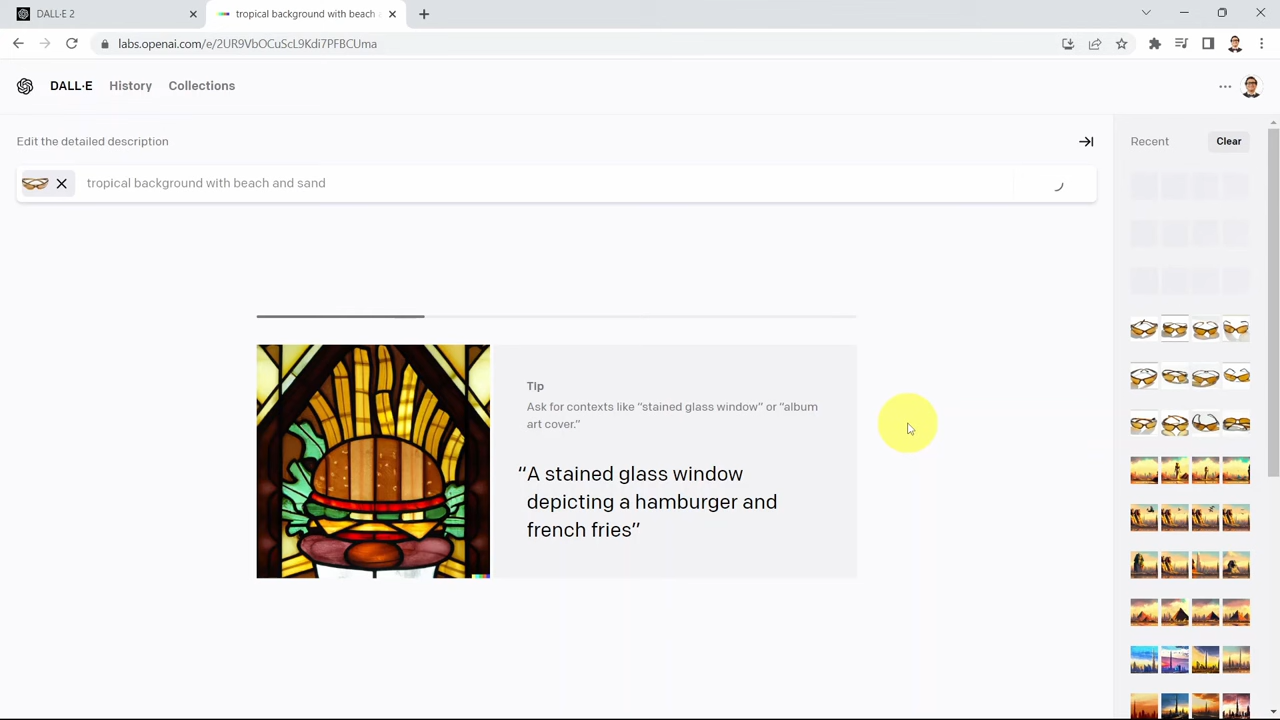 DALL·E 2
tropical background with beach a
labs.openai.com/e/2UR9VbOCuScL9Kdi7PFBCUma
DALL·E History Collections
Edit the detailed description
Recent Clear
tropical background with beach and sand
Tip
Ask for contexts like “stained glass window” or “album
art cover.”
“A stained glass window
depicting a hamburger and
french fries”